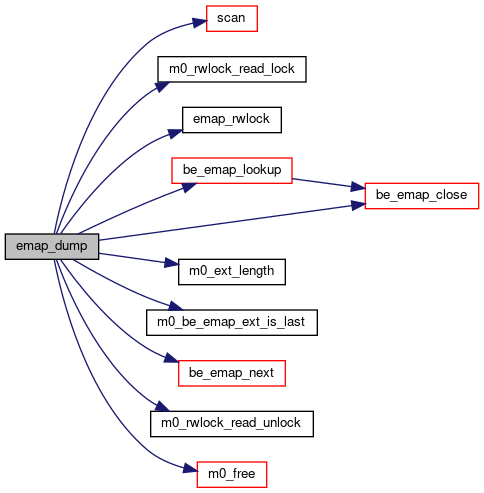 scan
m0_rwlock_read_lock
emap_rwlock
be_emap_lookup
be_emap_close
emap_dump
m0_ext_length
m0_be_emap_ext_is_last
be_emap_next
m0_rwlock_read_unlock
m0_free